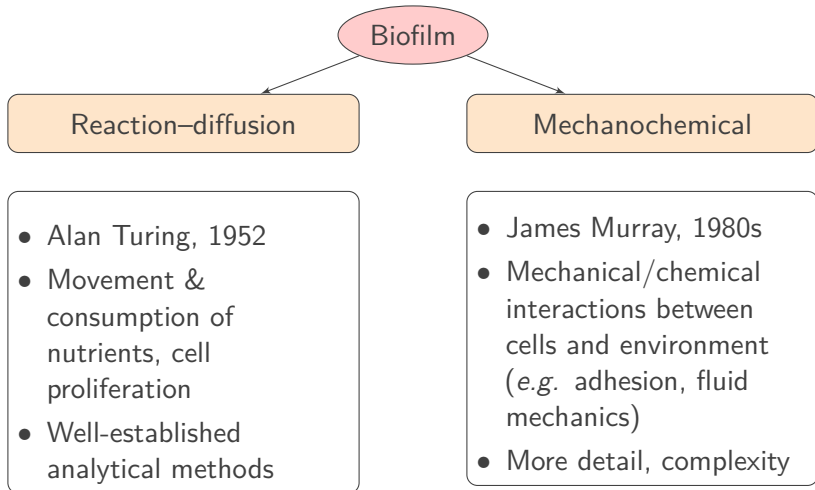 Biofilm
Reaction–diffusion
Mechanochemical
• Alan Turing, 1952
• Movement &
consumption of
nutrients, cell
proliferation
• Well-established
analytical methods
• James Murray, 1980s
• Mechanical/chemical
interactions between
cells and environment
(e.g. adhesion, fluid
mechanics)
• More detail, complexity